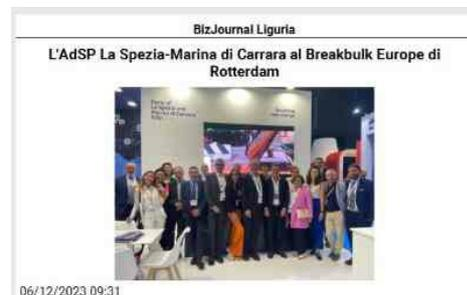 BizJournal Liguria
L'AdSP La Spezia-Marina di Carrara al Breakbulk Europe di
Rotterdam
06/12/2023 09:31